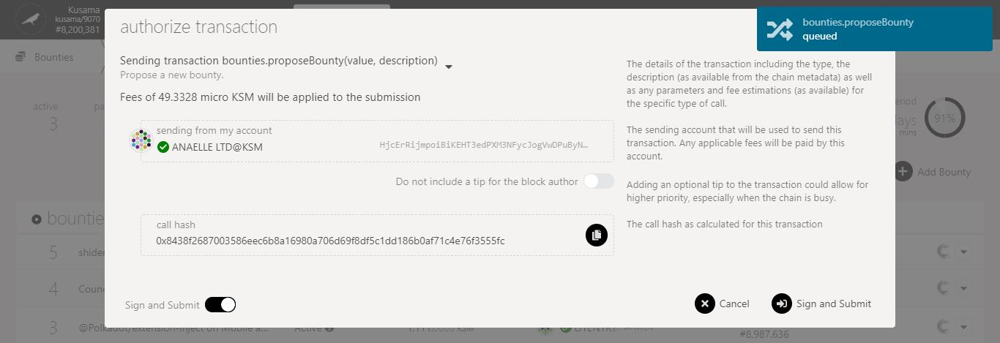 Kusama
kusama/9070
#8,200,381
authorize transaction
bounties.proposeBounty
queued
Bounties
Sending transaction bounties.proposeBounty(value, description)
Propose a new bounty.
Fees of 49.3328 micro KSM will be applied to the submission
The details of the transaction including the type, the
description (as available from the chain metadata) as well
as any parameters and fee estimations (as available) for
the specific type of call.
active
3
91%
mins
sending from my account
ANAELLE LTD@KSM
HjcErRijmpoiBiKEHT3edPXM3NFycJogVwDPuByN…
The sending account that will be used to send this
transaction. Any applicable fees will be paid by this
account.
Do not include a tip for the block author
Adding an optional tip to the transaction could allow for
higher priority, especially when the chain is busy.
Add Bounty
bounties
call hash
0x8438f2687003586eec6b8a16980a706d69f8df5c1dd186b0af71c4e76f3555fc
The call hash as calculated for this transaction
5
4
Sign and Submit
Cancel
Sign and Submit
3 @Polkadot/extension-inject on Mobile a...
Active
KSM
#8,987,636